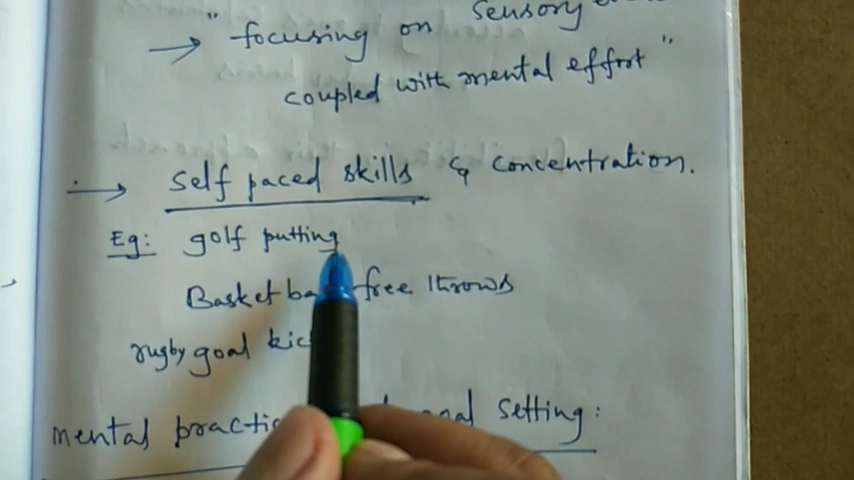 → "focusing on sensory
coupled with mental effort"
→ self paced skills & concentration.
Eg: golf putting
free throws
rugby goal
mental setting: